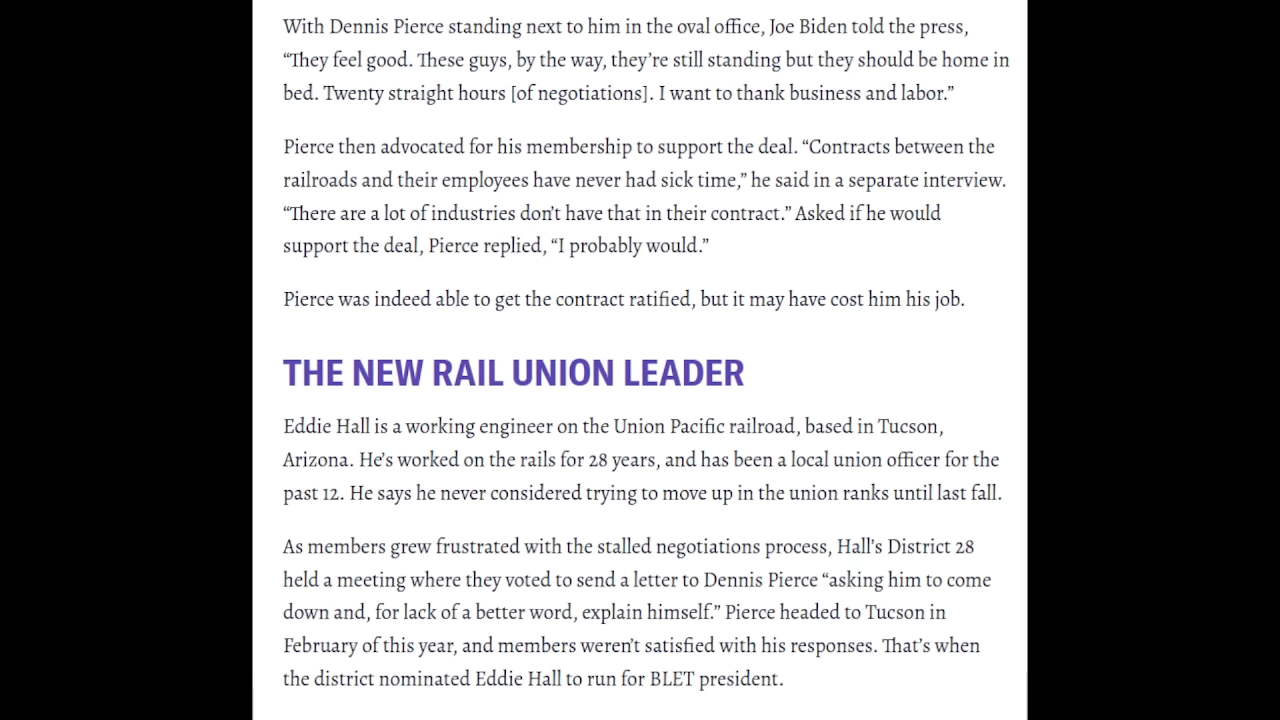 With Dennis Pierce standing next to him in the oval office, Joe Biden told the press,
“They feel good. These guys, by the way, they’re still standing but they should be home in
bed. Twenty straight hours [of negotiations]. I want to thank business and labor.”
Pierce then advocated for his membership to support the deal. “Contracts between the
railroads and their employees have never had sick time,” he said in a separate interview.
“There are a lot of industries don’t have that in their contract.” Asked if he would
support the deal, Pierce replied, “I probably would.”
Pierce was indeed able to get the contract ratified, but it may have cost him his job.
THE NEW RAIL UNION LEADER
Eddie Hall is a working engineer on the Union Pacific railroad, based in Tucson,
Arizona. He’s worked on the rails for 28 years, and has been a local union officer for the
past 12. He says he never considered trying to move up in the union ranks until last fall.
As members grew frustrated with the stalled negotiations process, Hall’s District 28
held a meeting where they voted to send a letter to Dennis Pierce “asking him to come
down and, for lack of a better word, explain himself.” Pierce headed to Tucson in
February of this year, and members weren’t satisfied with his responses. That’s when
the district nominated Eddie Hall to run for BLET president.